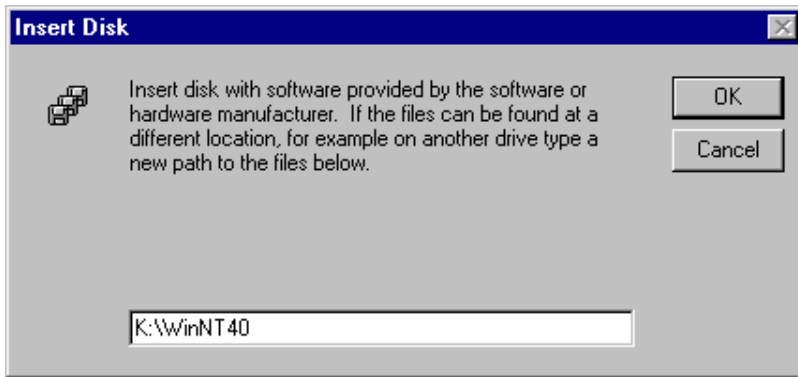 Insert Disk
Insert disk with software provided by the software or
hardware manufacturer.  If the files can be found at a
different location, for example on another drive type a
new path to the files below.
OK
Cancel
K:\WinNT40